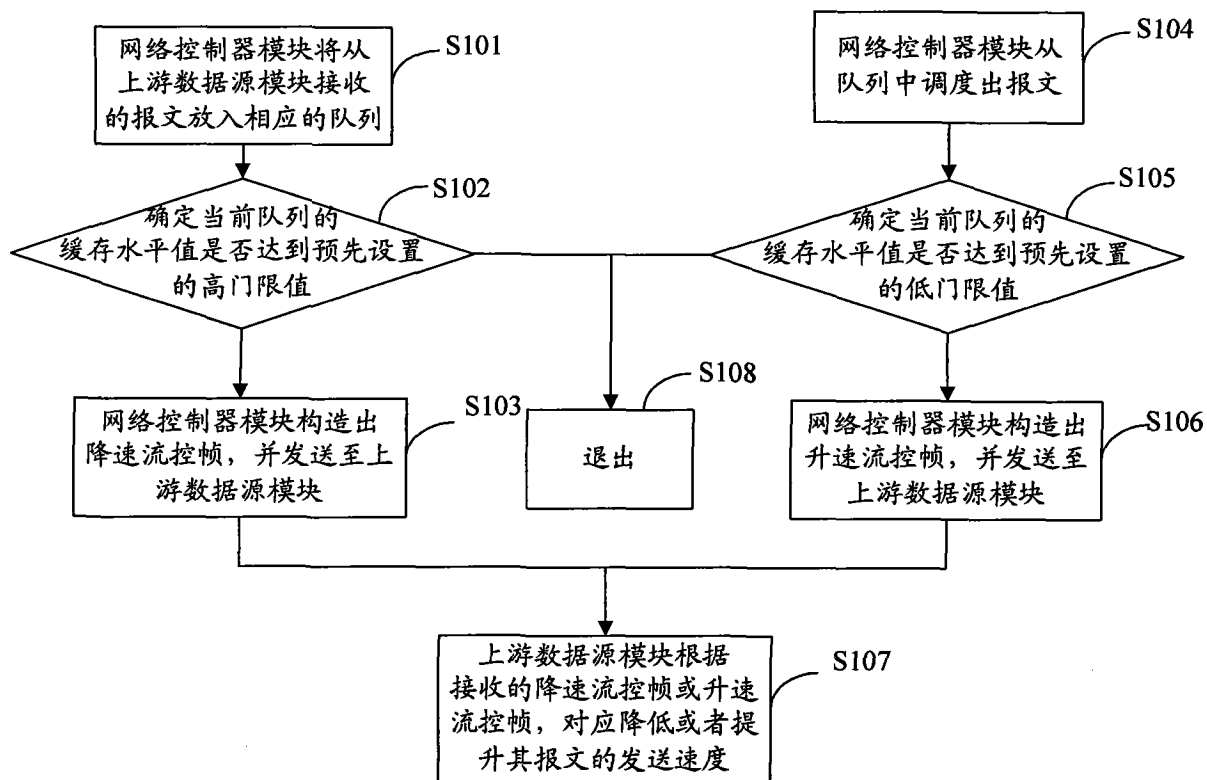 网络控制器模块将从
上游数据源模块接收
的报文放入相应的队列
S101
网络控制器模块从
队列中调度出报文
S104
确定当前队列的
缓存水平值是否达到预先设置
的高门限值
S102
确定当前队列的
缓存水平值是否达到预先设置
的低门限值
S105
网络控制器模块构造出
降速流控帧，并发送至上
游数据源模块
S103
退出
S108
网络控制器模块构造出
升速流控帧，并发送至
上游数据源模块
S106
上游数据源模块根据
接收的降速流控帧或升速
流控帧，对应降低或者提
升其报文的发送速度
S107